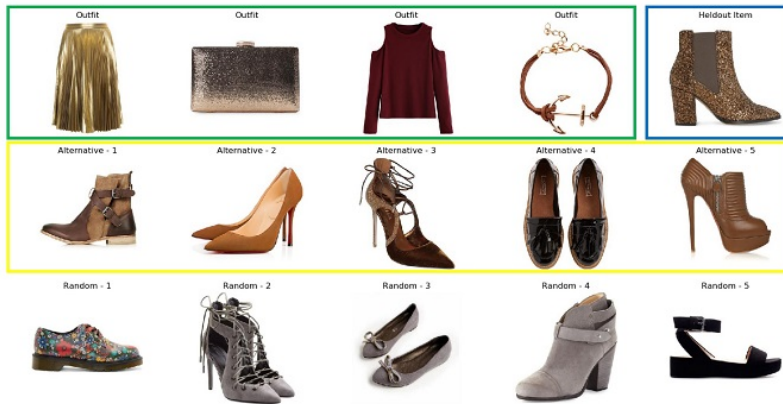 Outfit Outfit Outfit Outfit Heldout Item
Alternative - 1 Alternative - 2 Alternative - 3 Alternative - 4 Alternative - 5
Random - 1 Random - 2 Random - 3 Random - 4 Random - 5